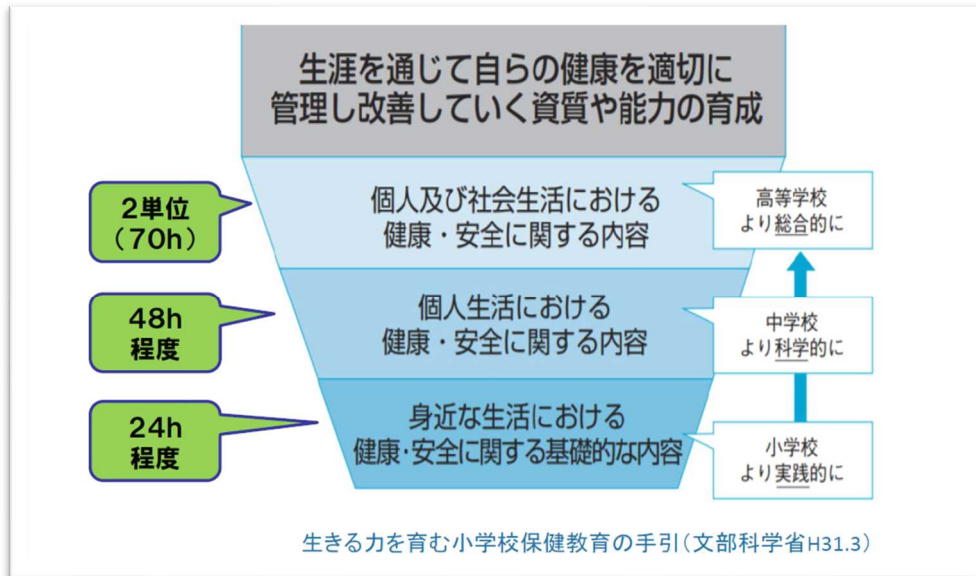 生涯を通じて自らの健康を適切に
管理し改善していく資質や能力の育成
2単位
（70h）
個人及び社会生活における
健康・安全に関する内容
高等学校
より総合的に
48h
程度
個人生活における
健康・安全に関する内容
中学校
より科学的に
24h
程度
身近な生活における
健康・安全に関する基礎的な内容
小学校
より実践的に
生きる力を育む小学校保健教育の手引（文部科学省H31.3）